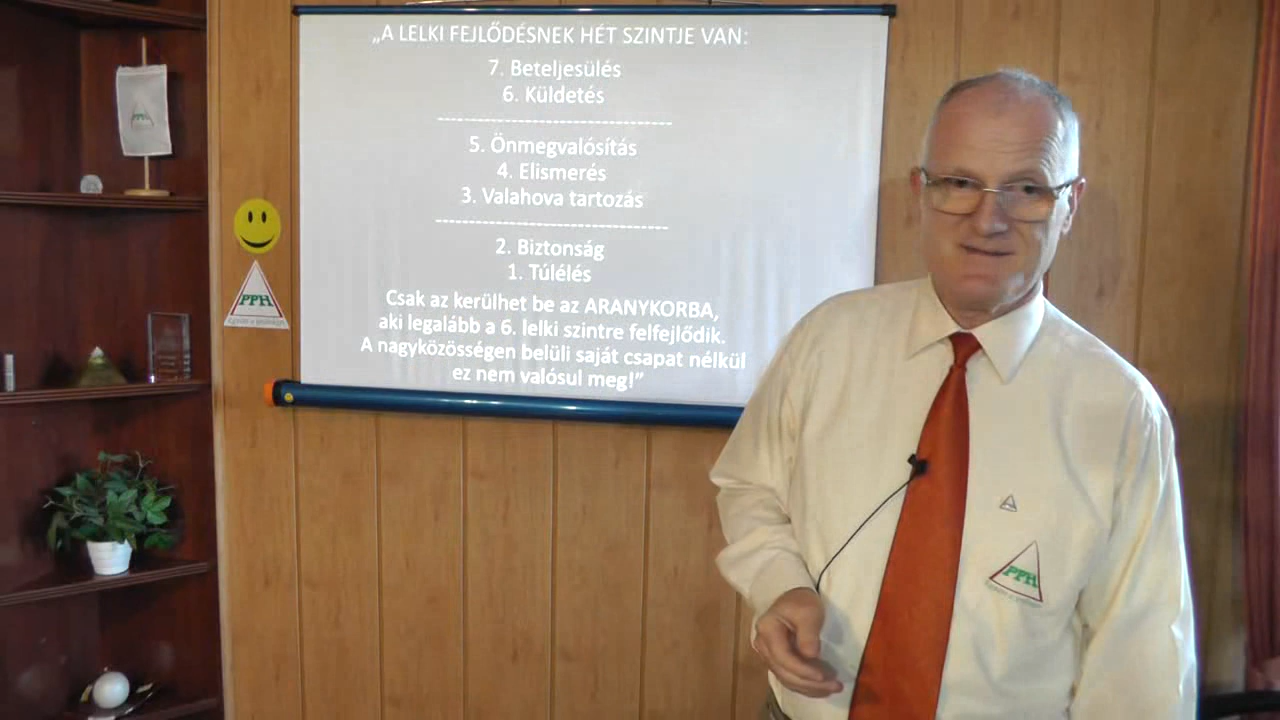 „A LELKI FEJLŐDÉSNEK HÉT SZINTJE VAN:
7. Beteljesülés
6. Küldetés
5. Önmegvalósítás
4. Elismerés
3. Valahova tartozás
2. Biztonság
1. Túlélés
Csak az kerülhet be az ARANYKORBA,
aki legalább a 6. lelki szintre felfejlődik.
A nagyközösségen belüli saját csapat nélkül
ez nem valósul meg!”
PPH
PPH
PPH